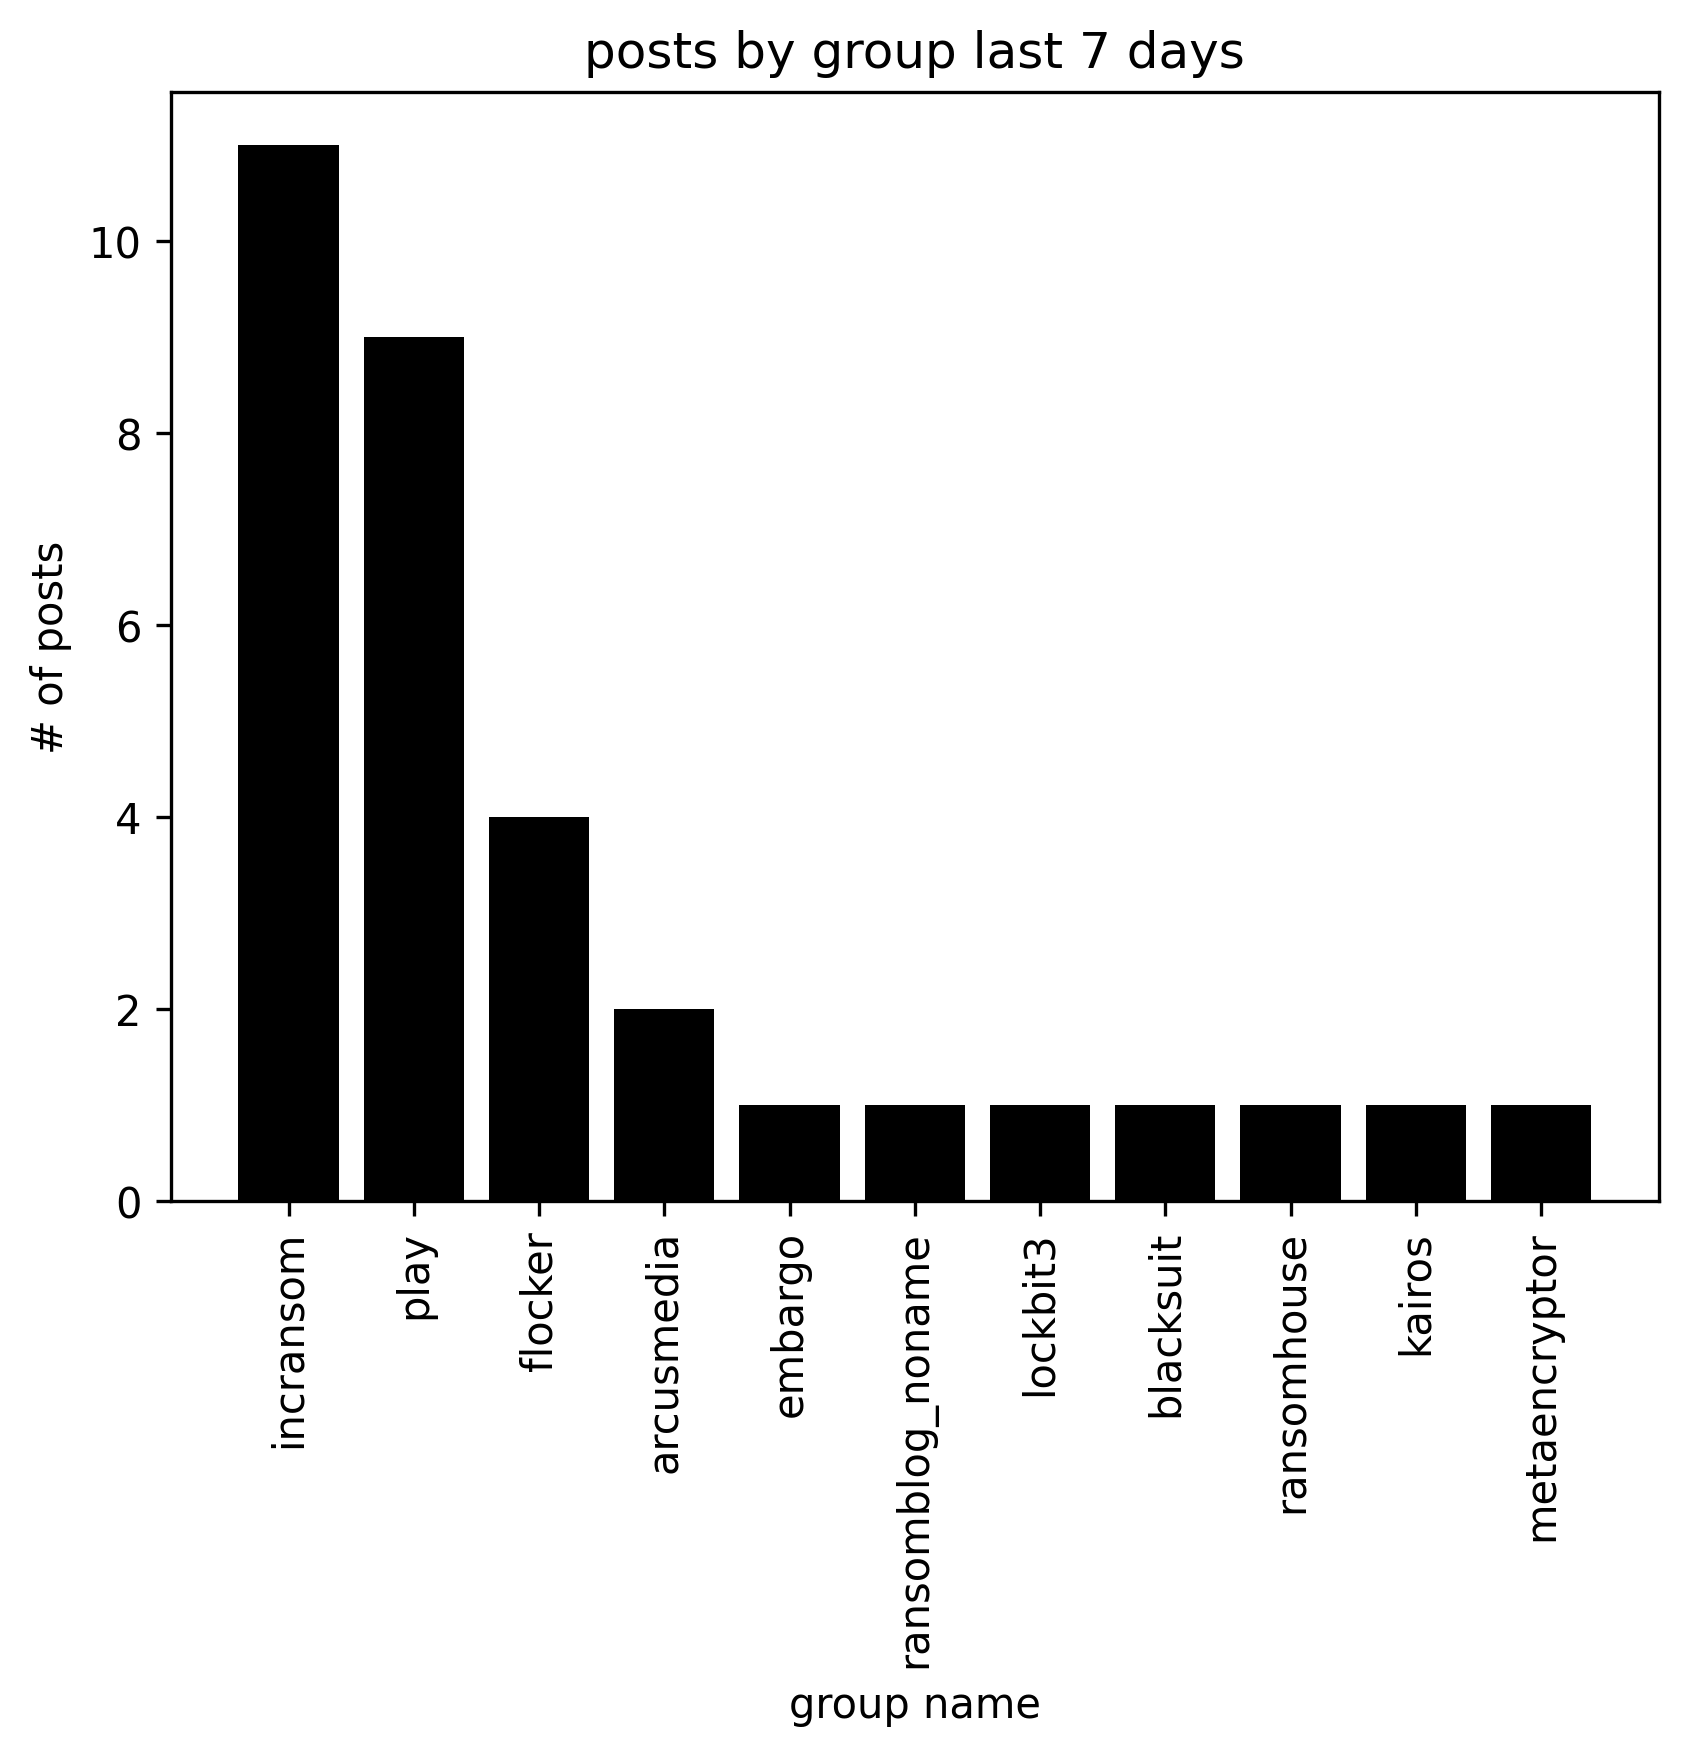 posts by group last 7 days
# of posts
10
8
6
4
2
0
incransom
play
flocker
arcusmedia
embargo
ransomblog_noname
lockbit3
blacksuit
ransomhouse
kairos
metaencryptor
group name